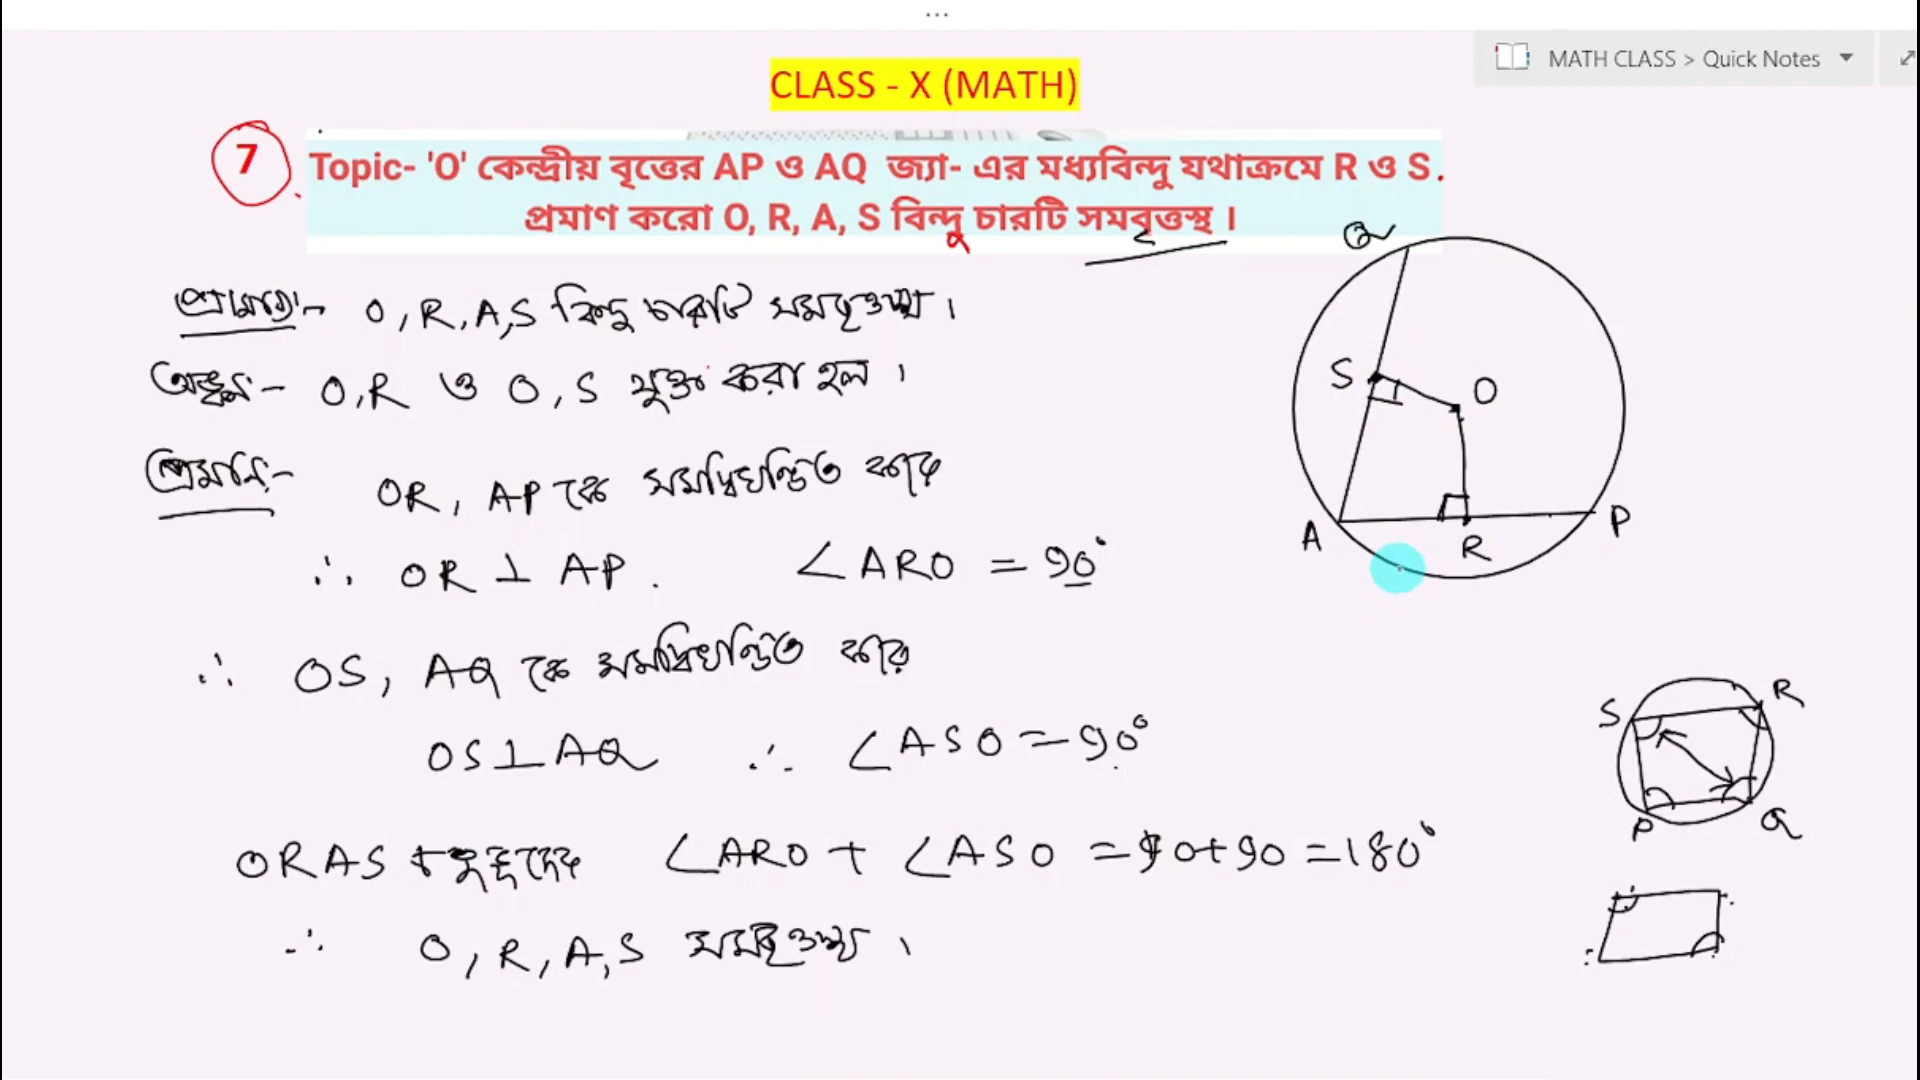 ...
MATH CLASS > Quick Notes
CLASS - X (MATH)
7
Topic- 'O' কেন্দ্রীয় বৃত্তের AP ও AQ জ্যা- এর মধ্যবিন্দু যথাক্রমে R ও S.
প্রমাণ করো O, R, A, S বিন্দু চারটি সমবৃত্তস্থ ।
প্রামাণ্য:- O, R, A, S বিন্দু চারটি সমবৃত্তস্থ ।
অঙ্কন- O,R ও O,S যুক্ত করা হল ।
প্রমান:- OR, AP কে সমদ্বিখন্ডিত করে
∴ OR ⊥ AP. ∠ARO = 90°
∴ OS, AQ কে সমদ্বিখন্ডিত করে
OS⊥AQ ∴ ∠ASO = 90°
ORAS চতুর্ভুজে ∠ARO + ∠ASO = 90+90 = 180°
∴ O, R, A, S সমবৃত্তস্থ ।
Q
S
O
A
R
P
S
R
P
Q